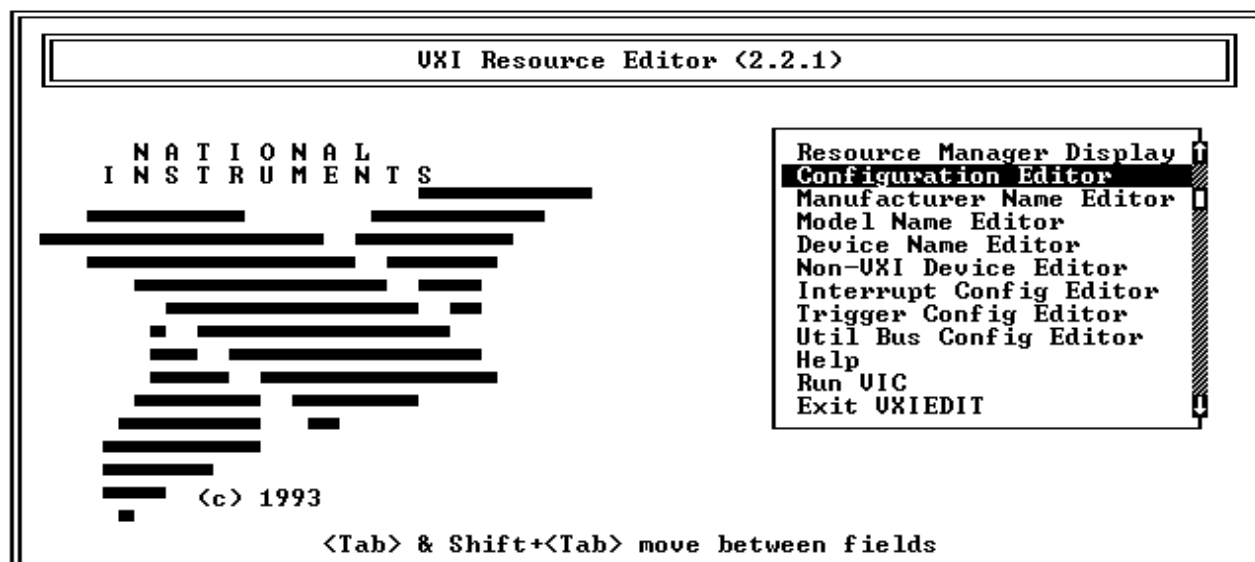 VXI Resource Editor (2.2.1)
N A T I O N A L
I N S T R U M E N T S
(c) 1993
Resource Manager Display
Configuration Editor
Manufacturer Name Editor
Model Name Editor
Device Name Editor
Non-VXI Device Editor
Interrupt Config Editor
Trigger Config Editor
Util Bus Config Editor
Help
Run VIC
Exit VXIEDIT
<Tab> & Shift+<Tab> move between fields